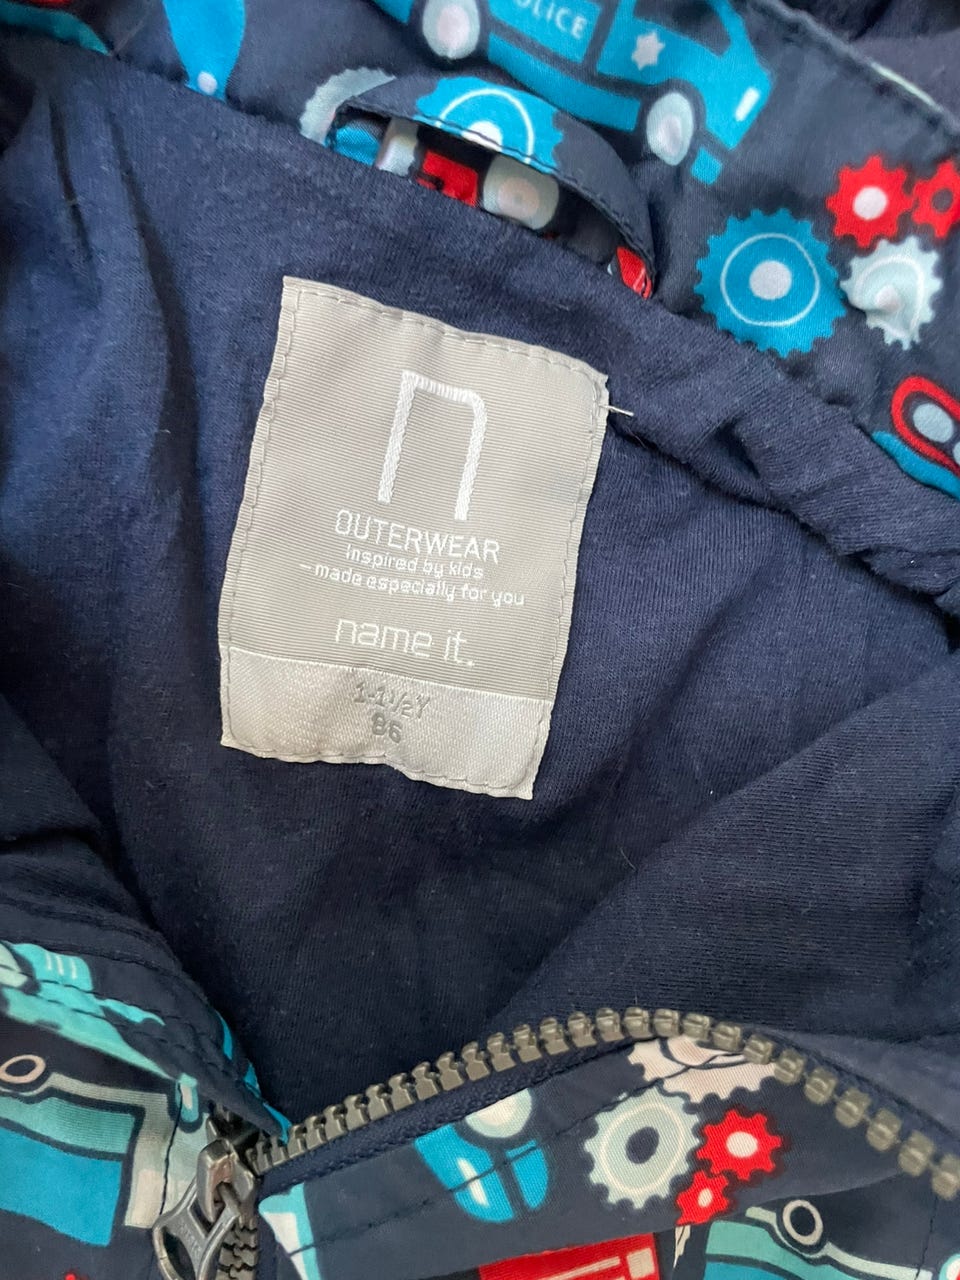 POLICE
n
OUTERWEAR
inspired by kids
– made especially for you
name it.
1-1½Y
86